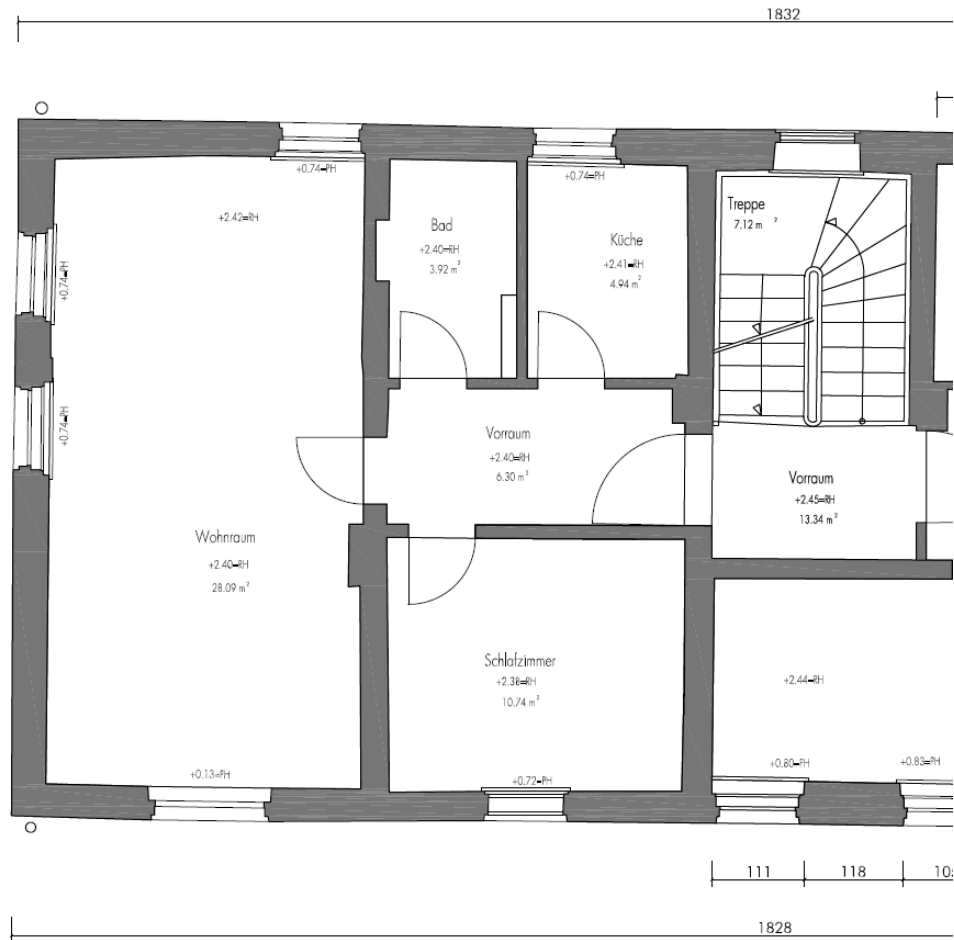 1832
+0.74=PH
+0.74=PH
+2.42=RH
Bad
+2.40=RH
3.92 m²
Küche
+2.41=RH
4.94 m²
Treppe
7.12 m ²
+0.74=PH
+0.74=PH
Vorraum
+2.40=RH
6.30 m²
Vorraum
+2.45=RH
13.34 m²
Wohnraum
+2.40=RH
28.09 m²
Schlafzimmer
+2.38=RH
10.74 m²
+2.44=RH
+0.13=PH
+0.72=PH
+0.80=PH
+0.83=PH
111
118
1828